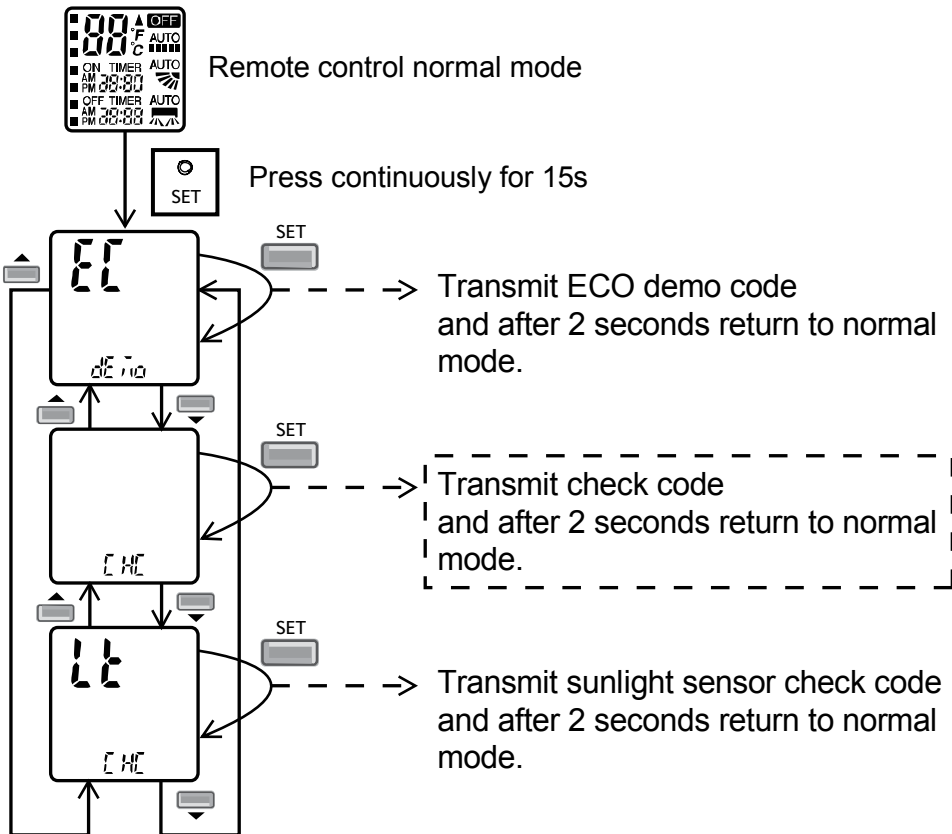 88 °F OFF
°C AUTO
ON TIMER AUTO
AM
PM 88:88
OFF TIMER AUTO
AM
PM 88:88
Remote control normal mode
SET
Press continuously for 15s
EC
SET
Transmit ECO demo code
and after 2 seconds return to normal
mode.
dEmo
SET
Transmit check code
and after 2 seconds return to normal
mode.
CHC
Lt
SET
Transmit sunlight sensor check code
and after 2 seconds return to normal
mode.
CHC